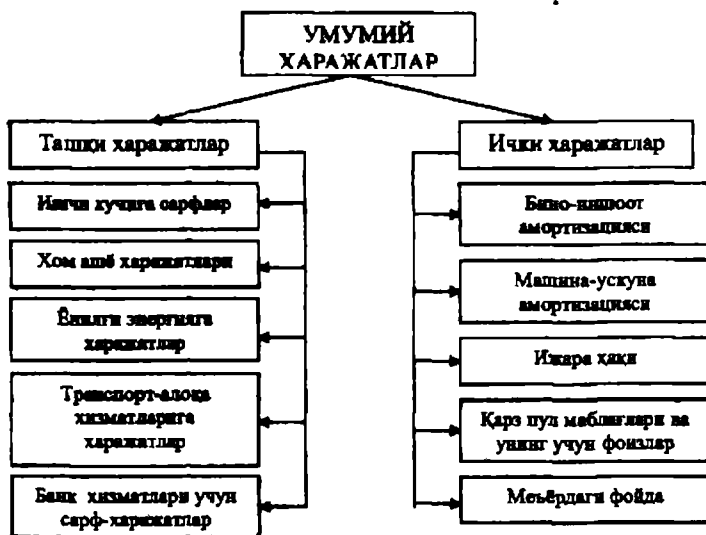 УМУМИЙ
ХАРАЖАТЛАР
Ташқи харажатлар
Ишчи кучига сарфлар
Хом ашё харажатлари
Ёнилғи энергияга
харажатлар
Транспорт-алоқа
хизматларига
харажатлар
Банк хизматлари учун
сарф-харажатлар
Ички харажатлар
Бино-иншоот
амортизацияси
Машина-ускуна
амортизацияси
Ижара ҳақи
Қарз пул маблағлари ва
унинг учун фоизлар
Меъёрдаги фойда